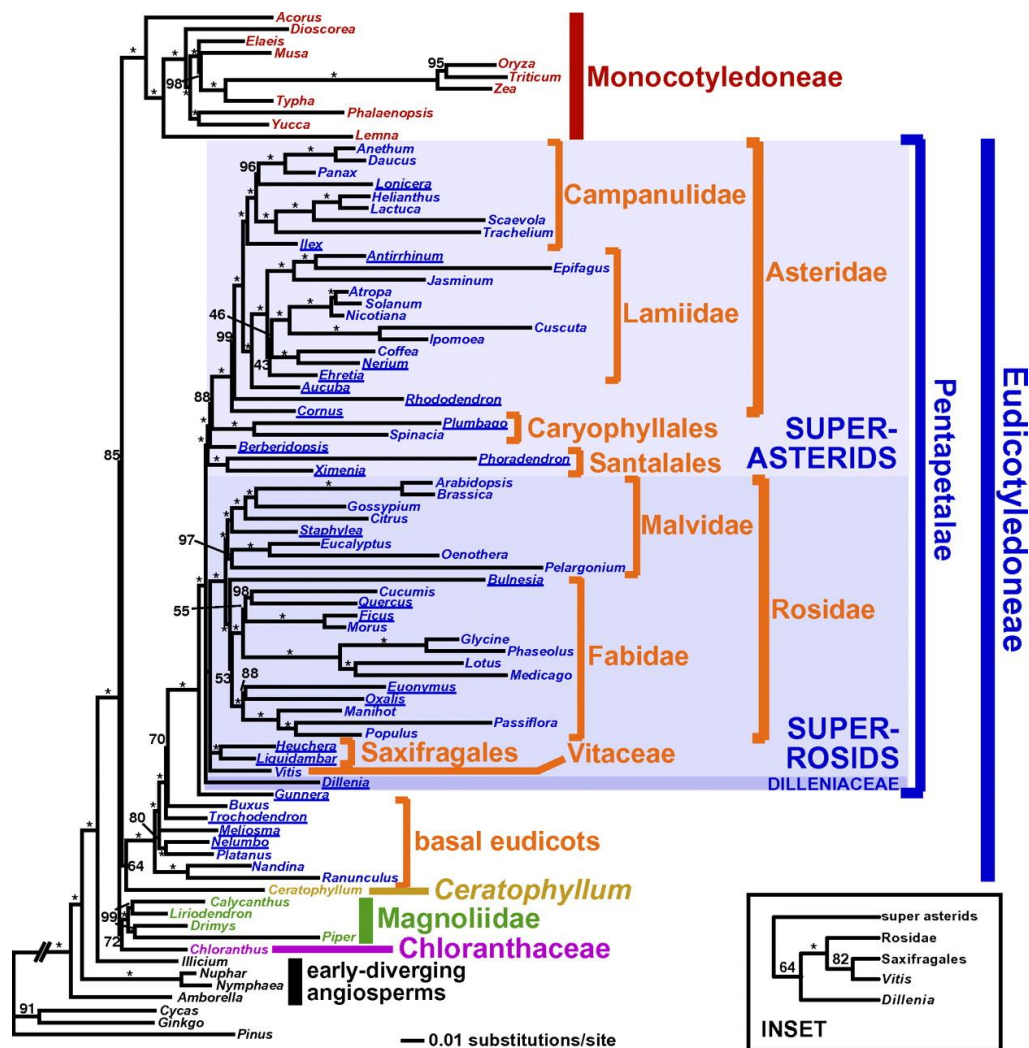 Acorus
Dioscorea
Elaeis
Musa
98
95
Oryza
Triticum
Zea
Typha
Phalaenopsis
Yucca
Lemna
Monocotyledoneae
Anethum
96
Daucus
Panax
Lonicera
Helianthus
Lactuca
Scaevola
Trachelium
Ilex
Campanulidae
Antirrhinum
Epifagus
Jasminum
Atropa
46
Solanum
Nicotiana
Cuscuta
99
Ipomoea
43
Coffea
Nerium
Ehretia
Aucuba
Lamiidae
Asteridae
88
Rhododendron
Cornus
Plumbago
Spinacia
Caryophyllales
Berberidopsis
85
Phoradendron
Ximenia
Santalales
SUPER-
ASTERIDS
Arabidopsis
Brassica
Gossypium
Citrus
Staphylea
97
Eucalyptus
Oenothera
Pelargonium
Malvidae
Bulnesia
98
Cucumis
55
Quercus
Ficus
Morus
Glycine
Phaseolus
Lotus
53
88
Medicago
Euonymus
Oxalis
Manihot
Passiflora
Populus
Fabidae
Rosidae
70
Heuchera
Liquidambar
Saxifragales
Vitis
Vitaceae
SUPER-
ROSIDS
Dillenia
DILLENIACEAE
Gunnera
Pentapetalae
Eudicotyledoneae
Buxus
Trochodendron
80
Meliosma
Nelumbo
Platanus
64
Nandina
Ranunculus
basal eudicots
Ceratophyllum
Ceratophyllum
Calycanthus
99
Liriodendron
Drimys
72
Piper
Magnoliidae
Chloranthus
Chloranthaceae
Illicium
Nuphar
Nymphaea
Amborella
early-diverging
angiosperms
91
Cycas
Ginkgo
Pinus
0.01 substitutions/site
super asterids
Rosidae
82
Saxifragales
64
Vitis
Dillenia
INSET